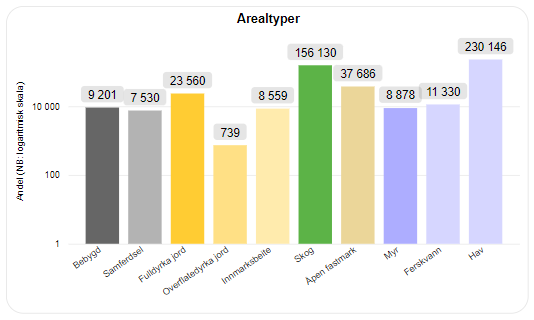 Arealtyper
230 146
156 130
37 686
23 560
11 330
9 201
8 878
8 559
7 530
739
10 000
100
1
Andel (NB: logaritmisk skala)
Bebygd
Samferdsel
Fulldyrka jord
Overflatedyrka jord
Innmarksbeite
Skog
Åpen fastmark
Myr
Ferskvann
Hav